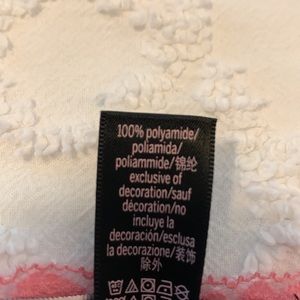 100% polyamide/
poliamida/
poliammide/锦纶
exclusive of
decoration/sauf
décoration/no
incluye la
decoración/esclusa
la decorazione/装饰
除外